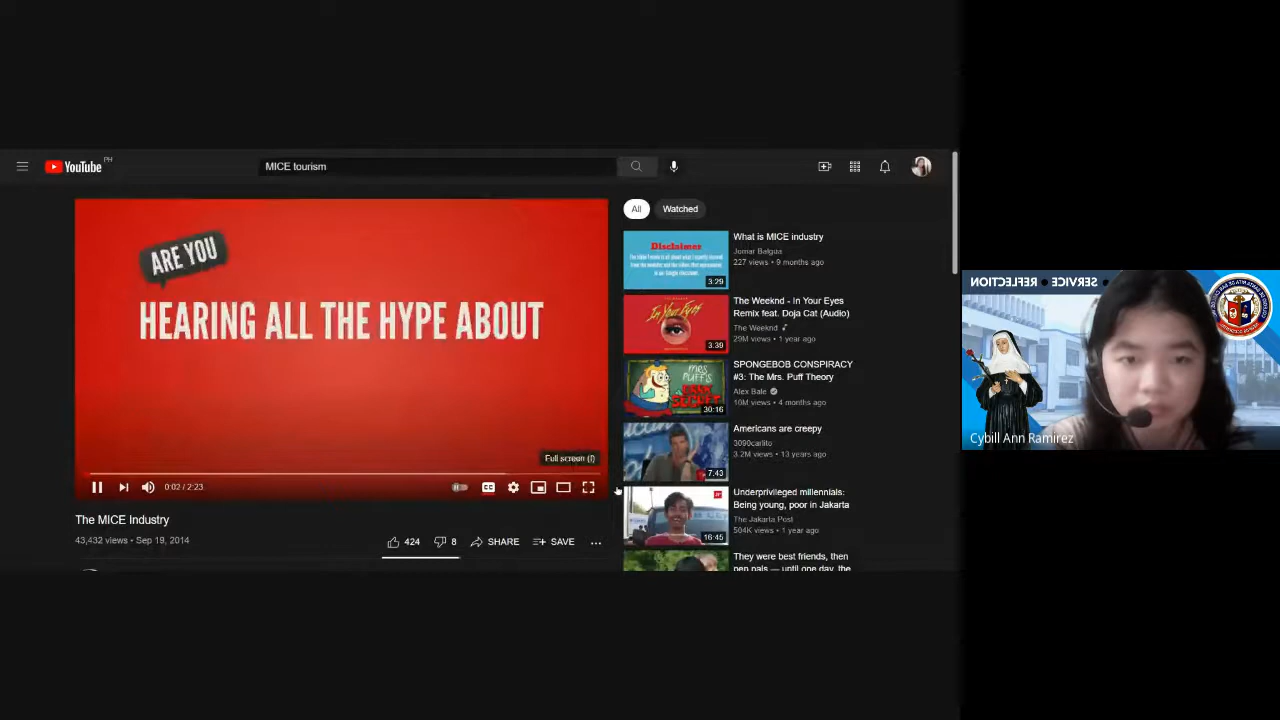 YouTube PH
MICE tourism
ARE YOU
HEARING ALL THE HYPE ABOUT
Full screen (f)
0:02 / 2:23
The MICE Industry
43,432 views • Sep 19, 2014
424
8
SHARE
SAVE
All
Watched
Disclaimer
3:29
What is MICE industry
Jomar Balgua
227 views • 9 months ago
In Your Eyes
3:39
The Weeknd - In Your Eyes
Remix feat. Doja Cat (Audio)
The Weeknd
29M views • 1 year ago
MRS.
PUFF'S
DARK
SECRET
30:16
SPONGEBOB CONSPIRACY
#3: The Mrs. Puff Theory
Alex Bale
10M views • 4 months ago
7:43
Americans are creepy
3090carlito
3.2M views • 13 years ago
16:45
Underprivileged millennials:
Being young, poor in Jakarta
The Jakarta Post
504K views • 1 year ago
They were best friends, then
pen pals — until one day, the
SERVICE • REFLECTION
Cybill Ann Ramirez